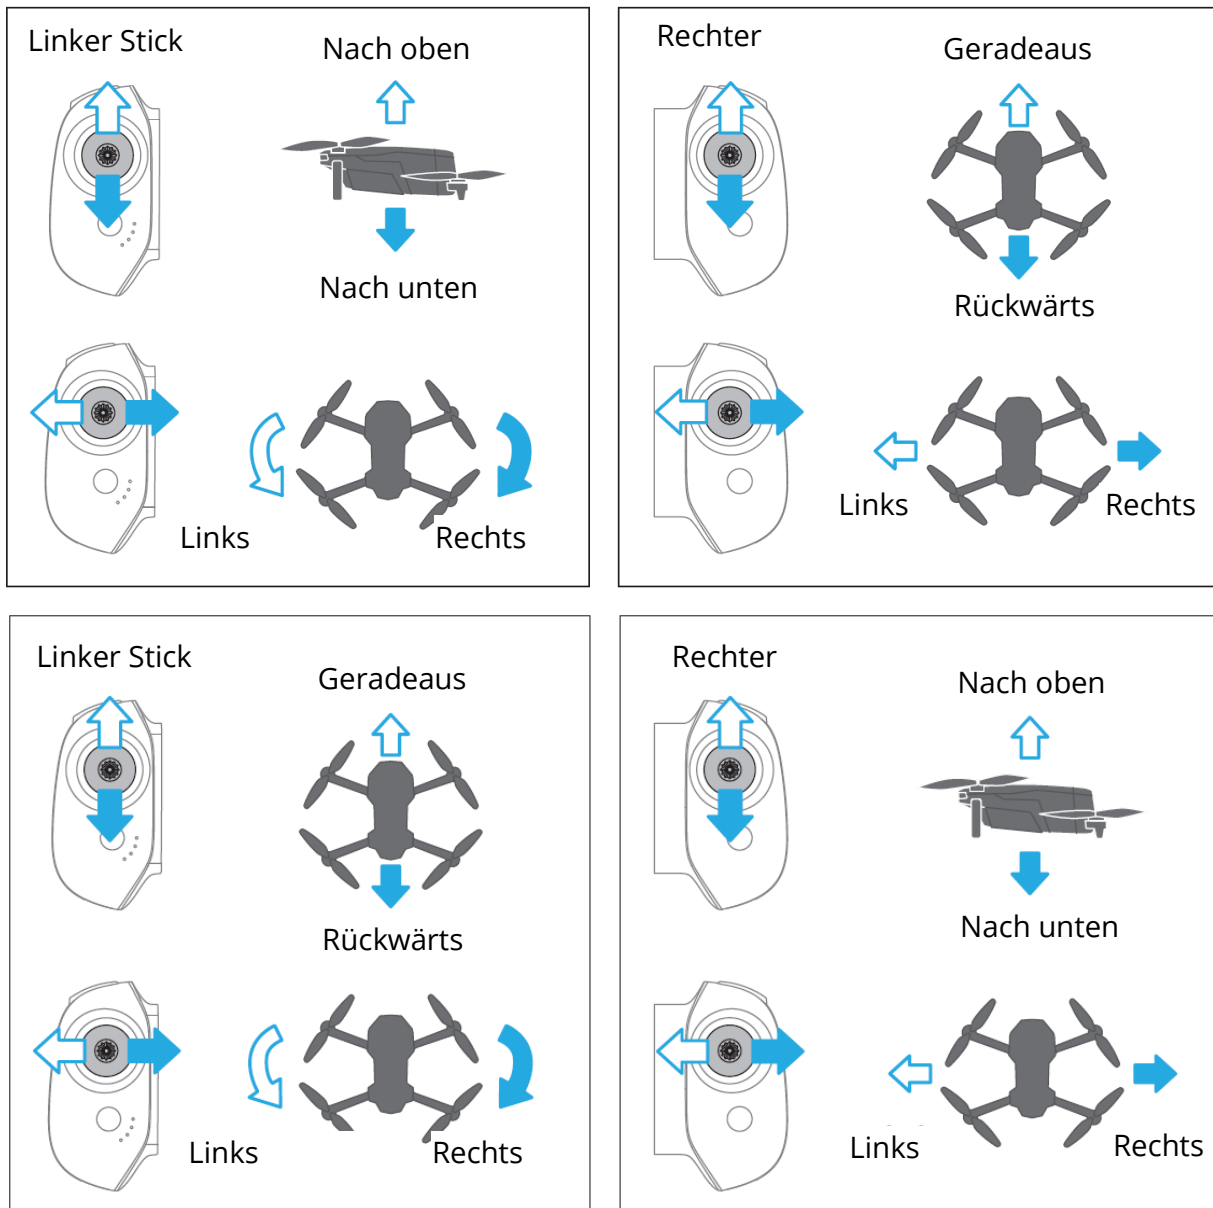 Linker Stick
Nach oben
Nach unten
Links
Rechts
Rechter
Geradeaus
Rückwärts
Links
Rechts
Linker Stick
Geradeaus
Rückwärts
Links
Rechts
Rechter
Nach oben
Nach unten
Links
Rechts